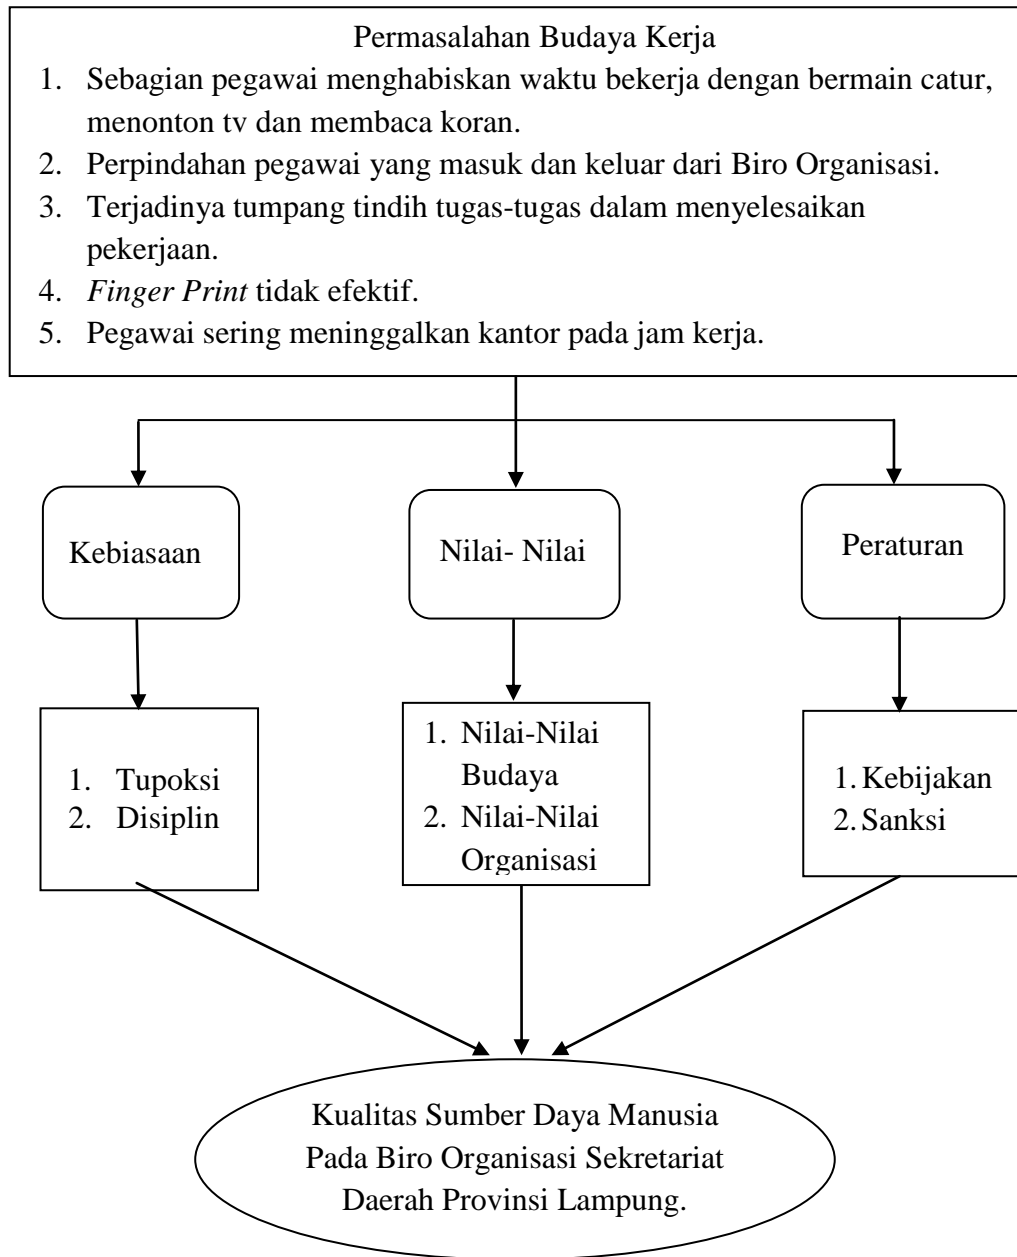 Permasalahan Budaya Kerja
1. Sebagian pegawai menghabiskan waktu bekerja dengan bermain catur,
menonton tv dan membaca koran.
2. Perpindahan pegawai yang masuk dan keluar dari Biro Organisasi.
3. Terjadinya tumpang tindih tugas-tugas dalam menyelesaikan
pekerjaan.
4. Finger Print tidak efektif.
5. Pegawai sering meninggalkan kantor pada jam kerja.
Kebiasaan
Nilai- Nilai
Peraturan
1. Tupoksi
2. Disiplin
1. Nilai-Nilai
Budaya
2. Nilai-Nilai
Organisasi
1. Kebijakan
2. Sanksi
Kualitas Sumber Daya Manusia
Pada Biro Organisasi Sekretariat
Daerah Provinsi Lampung.